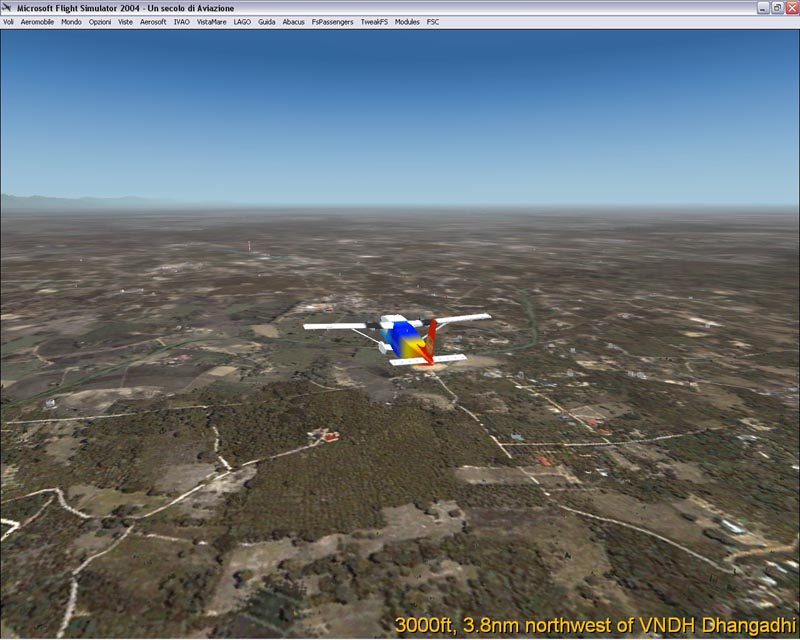 Microsoft Flight Simulator 2004 - Un secolo di Aviazione
Voli Aeromobile Mondo Opzioni Viste Aerosoft IVAO VistaMare LAGO Guida Abacus FsPassengers TweakFS Modules FSC
3000ft, 3.8nm northwest of VNDH Dhangadhi